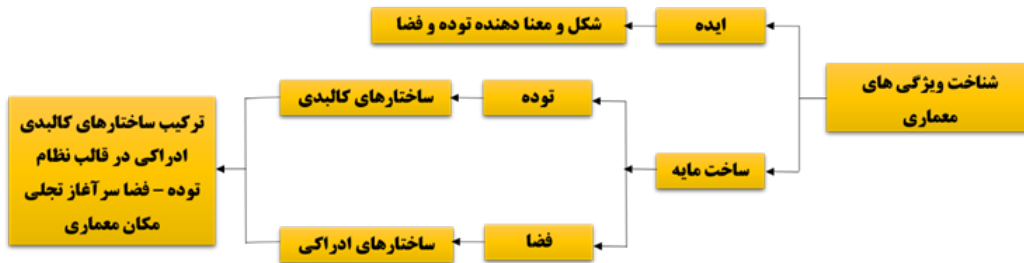 شناخت ویژگی های
معماری
ایده
شکل و معنا دهنده توده و فضا
ساخت مایه
توده
ساختارهای کالبدی
فضا
ساختارهای ادراکی
ترکیب ساختارهای کالبدی
ادراکی در قالب نظام
توده – فضا سرآغاز تجلی
مکان معماری